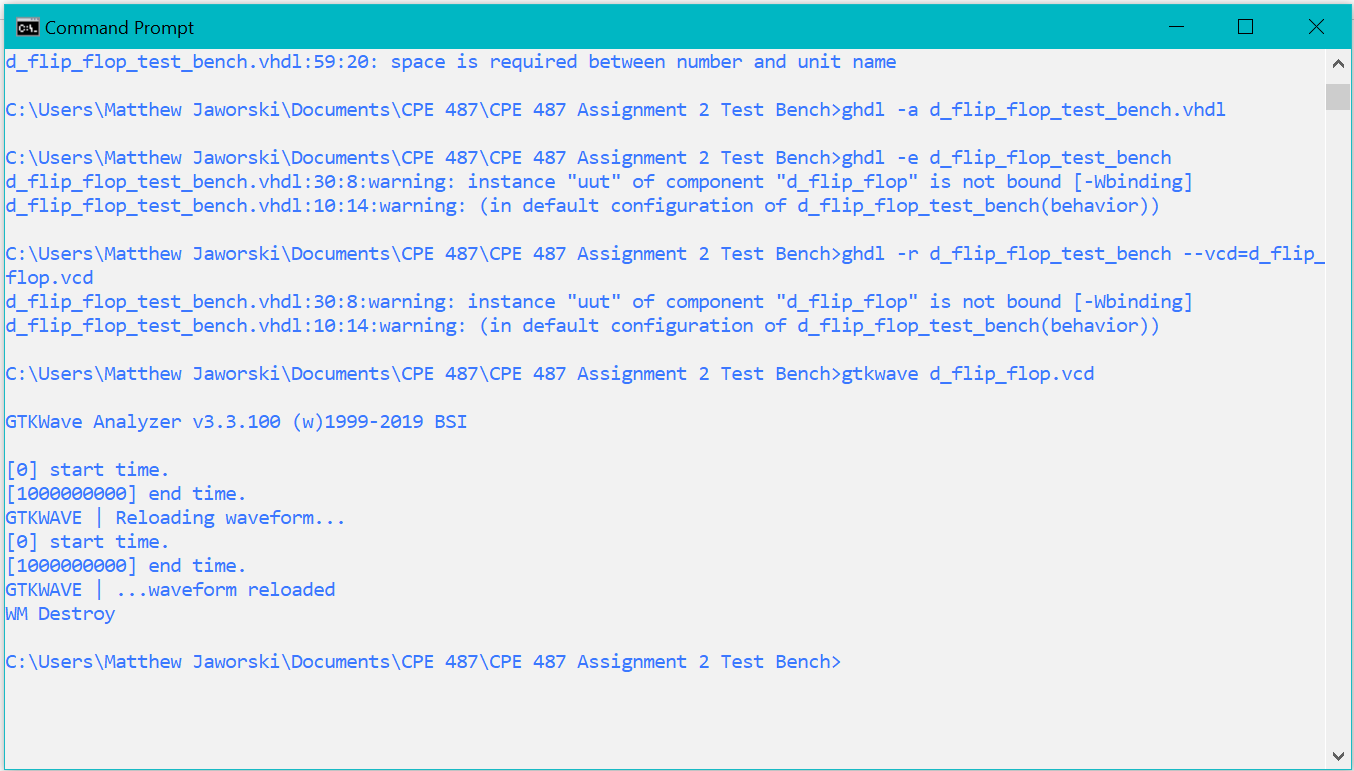 Command Prompt
d_flip_flop_test_bench.vhdl:59:20: space is required between number and unit name
C:\Users\Matthew Jaworski\Documents\CPE 487\CPE 487 Assignment 2 Test Bench>ghdl -a d_flip_flop_test_bench.vhdl
C:\Users\Matthew Jaworski\Documents\CPE 487\CPE 487 Assignment 2 Test Bench>ghdl -e d_flip_flop_test_bench
d_flip_flop_test_bench.vhdl:30:8:warning: instance "uut" of component "d_flip_flop" is not bound [-Wbinding]
d_flip_flop_test_bench.vhdl:10:14:warning: (in default configuration of d_flip_flop_test_bench(behavior))
C:\Users\Matthew Jaworski\Documents\CPE 487\CPE 487 Assignment 2 Test Bench>ghdl -r d_flip_flop_test_bench --vcd=d_flip_
flop.vcd
d_flip_flop_test_bench.vhdl:30:8:warning: instance "uut" of component "d_flip_flop" is not bound [-Wbinding]
d_flip_flop_test_bench.vhdl:10:14:warning: (in default configuration of d_flip_flop_test_bench(behavior))
C:\Users\Matthew Jaworski\Documents\CPE 487\CPE 487 Assignment 2 Test Bench>gtkwave d_flip_flop.vcd
GTKWave Analyzer v3.3.100 (w)1999-2019 BSI
[0] start time.
[1000000000] end time.
GTKWAVE | Reloading waveform...
[0] start time.
[1000000000] end time.
GTKWAVE | ...waveform reloaded
WM Destroy
C:\Users\Matthew Jaworski\Documents\CPE 487\CPE 487 Assignment 2 Test Bench>